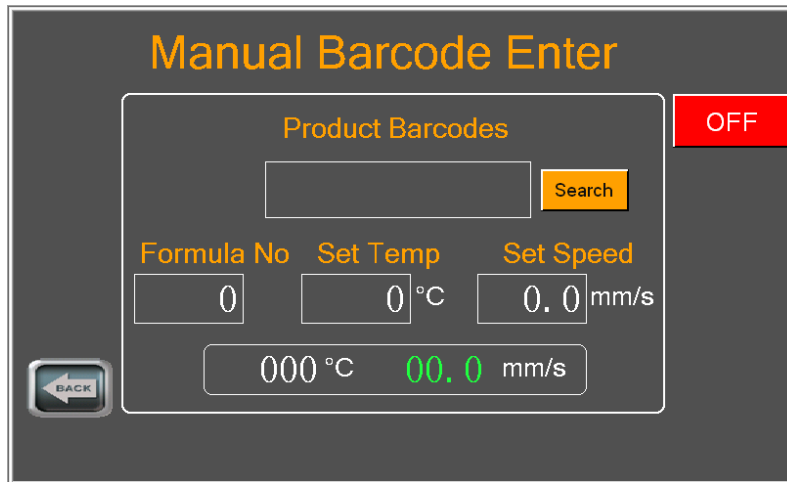 Manual Barcode Enter
OFF
Product Barcodes
Search
Formula No Set Temp Set Speed
0 0 °C 0. 0 mm/s
000 °C 00. 0 mm/s
BACK